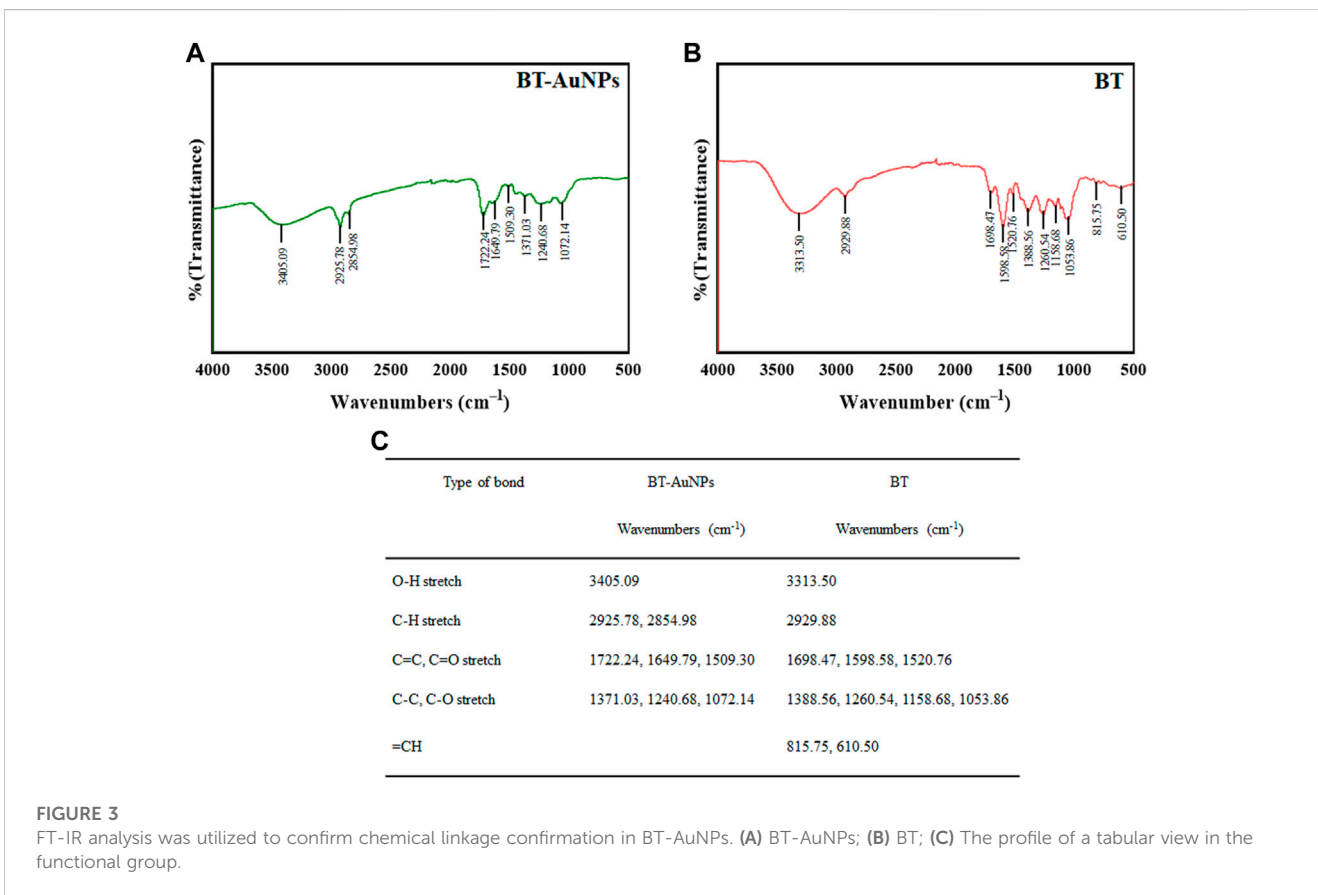 A
BT-AuNPs
%(Transmittance)
3405.09
2925.78
2854.98
1722.24
1649.79
1509.30
1371.03
1240.68
1072.14
4000 3500 3000 2500 2000 1500 1000 500
Wavenumbers (cm⁻¹)
B
BT
%(Transmittance)
3313.50
2929.88
1698.47
1598.58
1520.76
1388.56
1260.54
1158.68
1053.86
815.75
610.50
4000 3500 3000 2500 2000 1500 1000 500
Wavenumber (cm⁻¹)
C
Type of bond BT-AuNPs BT
Wavenumbers (cm⁻¹) Wavenumbers (cm⁻¹)
O-H stretch 3405.09 3313.50
C-H stretch 2925.78, 2854.98 2929.88
C=C, C=O stretch 1722.24, 1649.79, 1509.30 1698.47, 1598.58, 1520.76
C-C, C-O stretch 1371.03, 1240.68, 1072.14 1388.56, 1260.54, 1158.68, 1053.86
=CH 815.75, 610.50
FIGURE 3
FT-IR analysis was utilized to confirm chemical linkage confirmation in BT-AuNPs. (A) BT-AuNPs; (B) BT; (C) The profile of a tabular view in the
functional group.